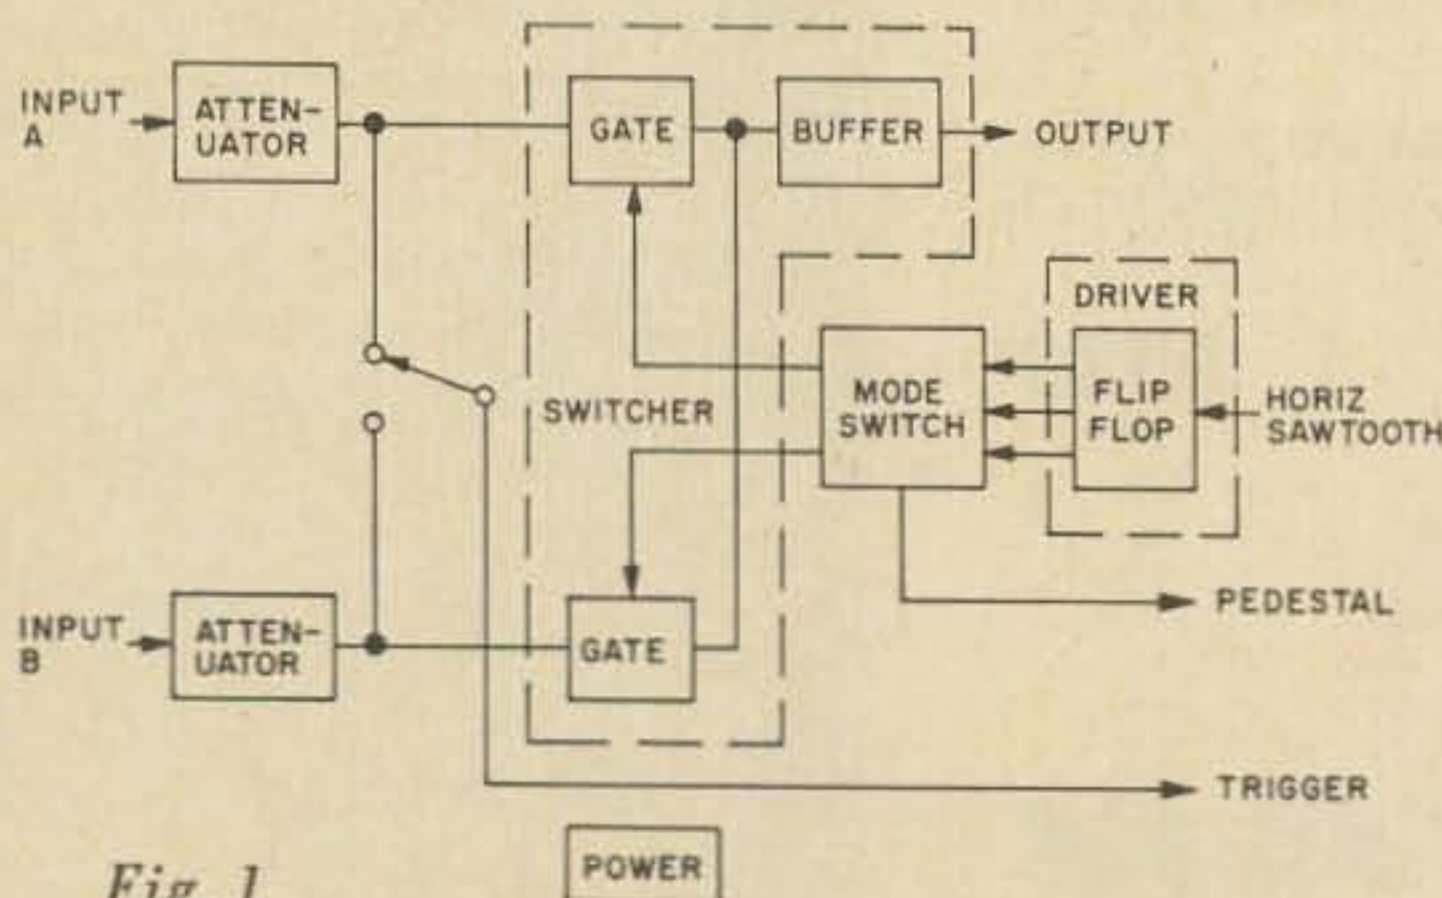 INPUT
A
ATTEN-
UATOR
GATE
BUFFER
OUTPUT
DRIVER
SWITCHER
MODE
SWITCH
FLIP
FLOP
HORIZ
SAWTOOTH
INPUT
B
ATTEN-
UATOR
GATE
PEDESTAL
TRIGGER
POWER
Fig. 1